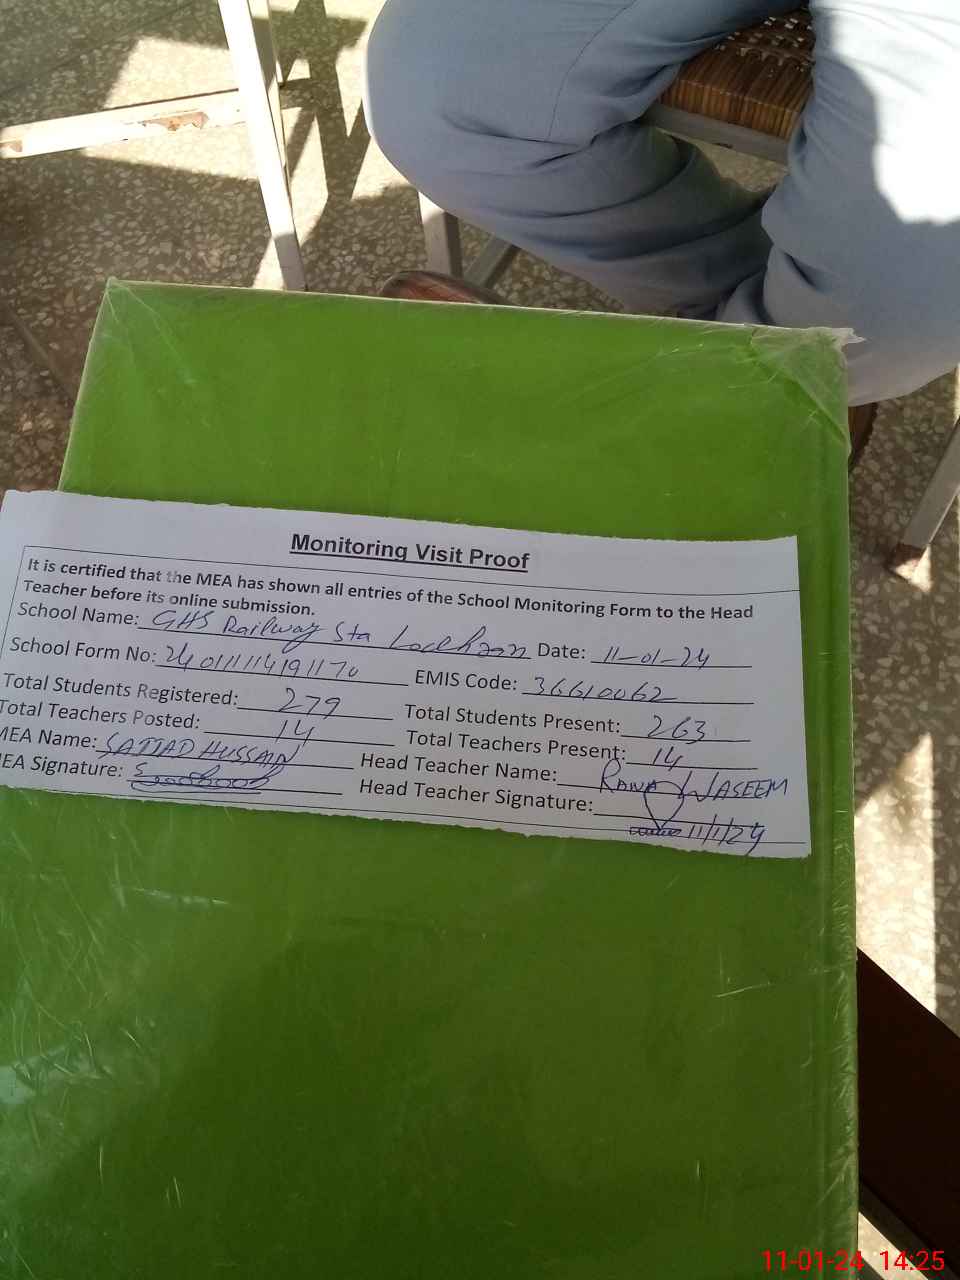 Monitoring Visit Proof
It is certified that the MEA has shown all entries of the School Monitoring Form to the Head
Teacher before its online submission.
School Name: GHS Railway Sta Lodhran Date: 11-01-24
School Form No: EMIS Code: 36610062
Total Students Registered: 279 Total Students Present: 263
Total Teachers Posted: 14 Total Teachers Present: 14
MEA Name: SAJJAD HUSSAIN Head Teacher Name: RANA WASEEM
MEA Signature: Head Teacher Signature:
11/1/24
11-01-24 14:25